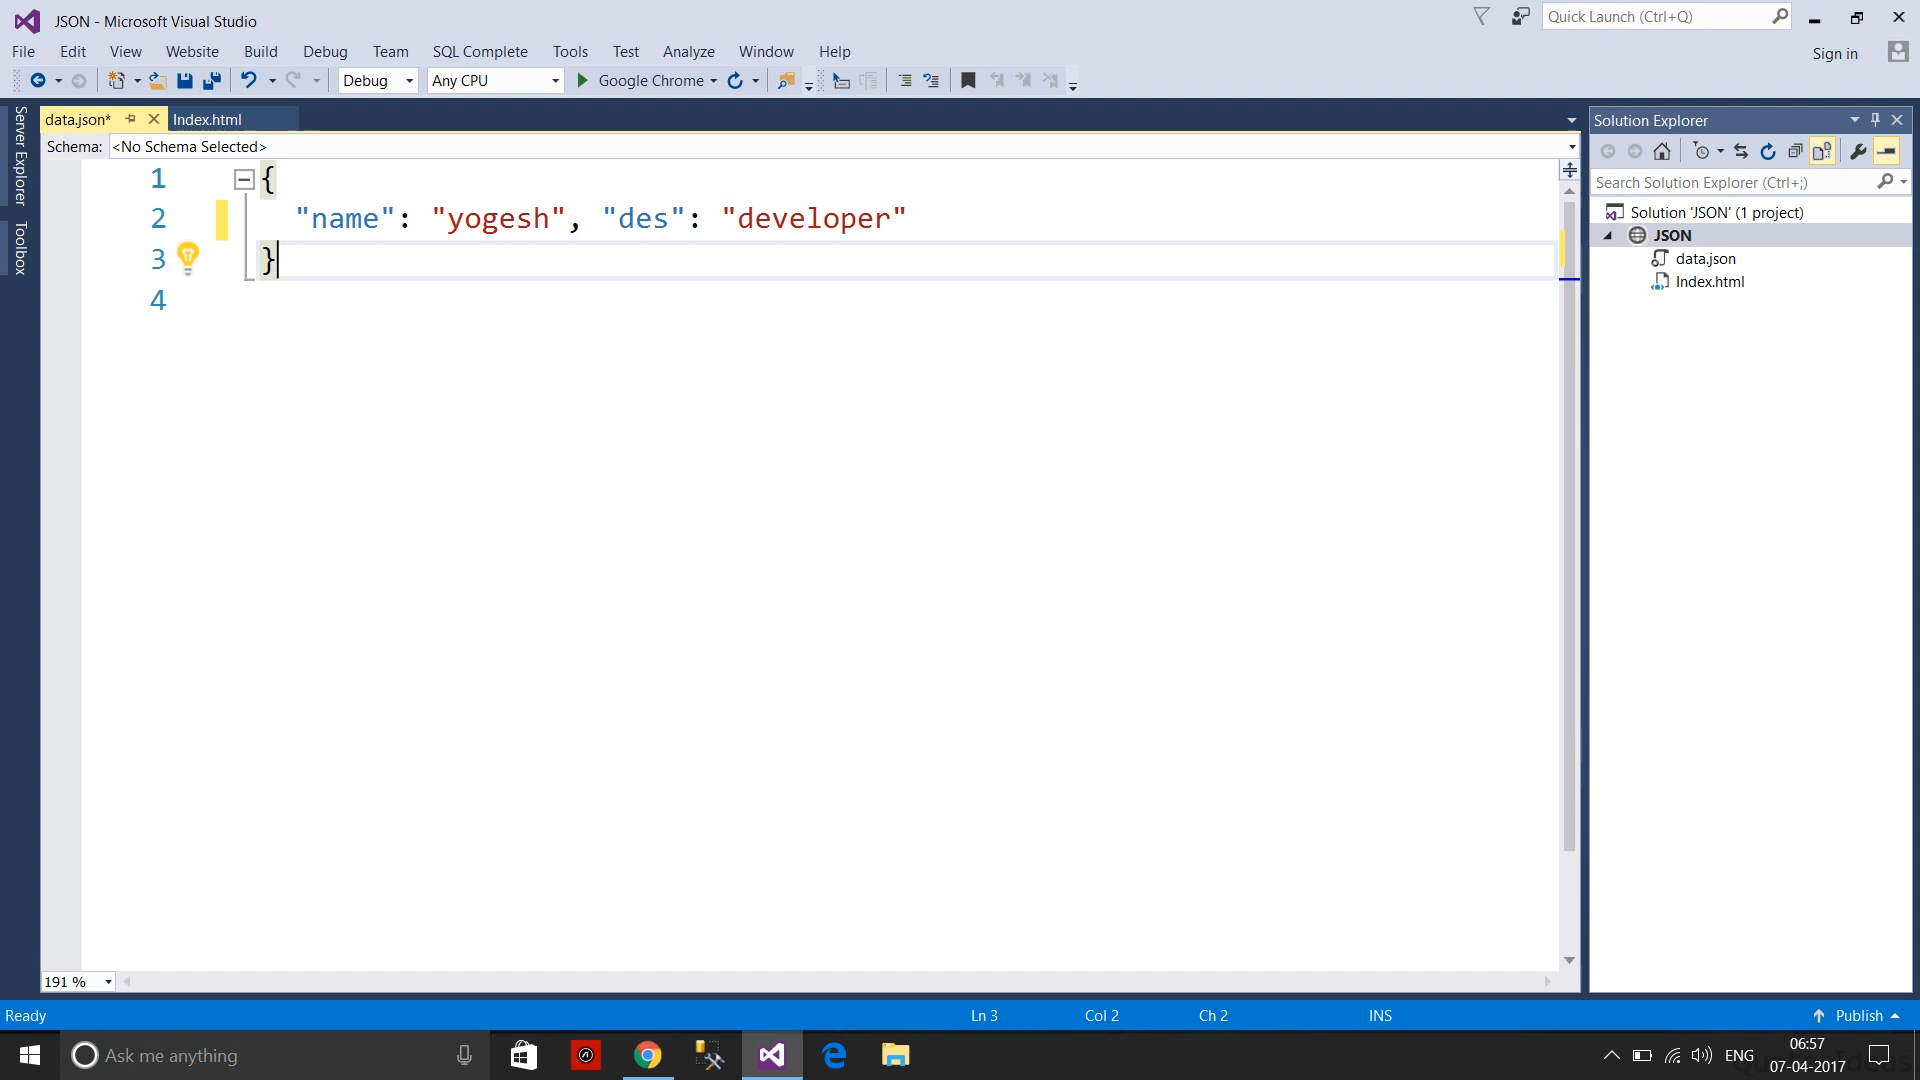 JSON - Microsoft Visual Studio
Quick Launch (Ctrl+Q)
File Edit View Website Build Debug Team SQL Complete Tools Test Analyze Window Help
Sign in
Debug Any CPU Google Chrome
Server Explorer
Toolbox
data.json* Index.html
Schema: <No Schema Selected>
1 {
2 "name": "yogesh", "des": "developer"
3 }
4
191 %
Solution Explorer
Search Solution Explorer (Ctrl+;)
Solution 'JSON' (1 project)
JSON
data.json
Index.html
Ready Ln 3 Col 2 Ch 2 INS Publish
Ask me anything
ENG
06:57
07-04-2017